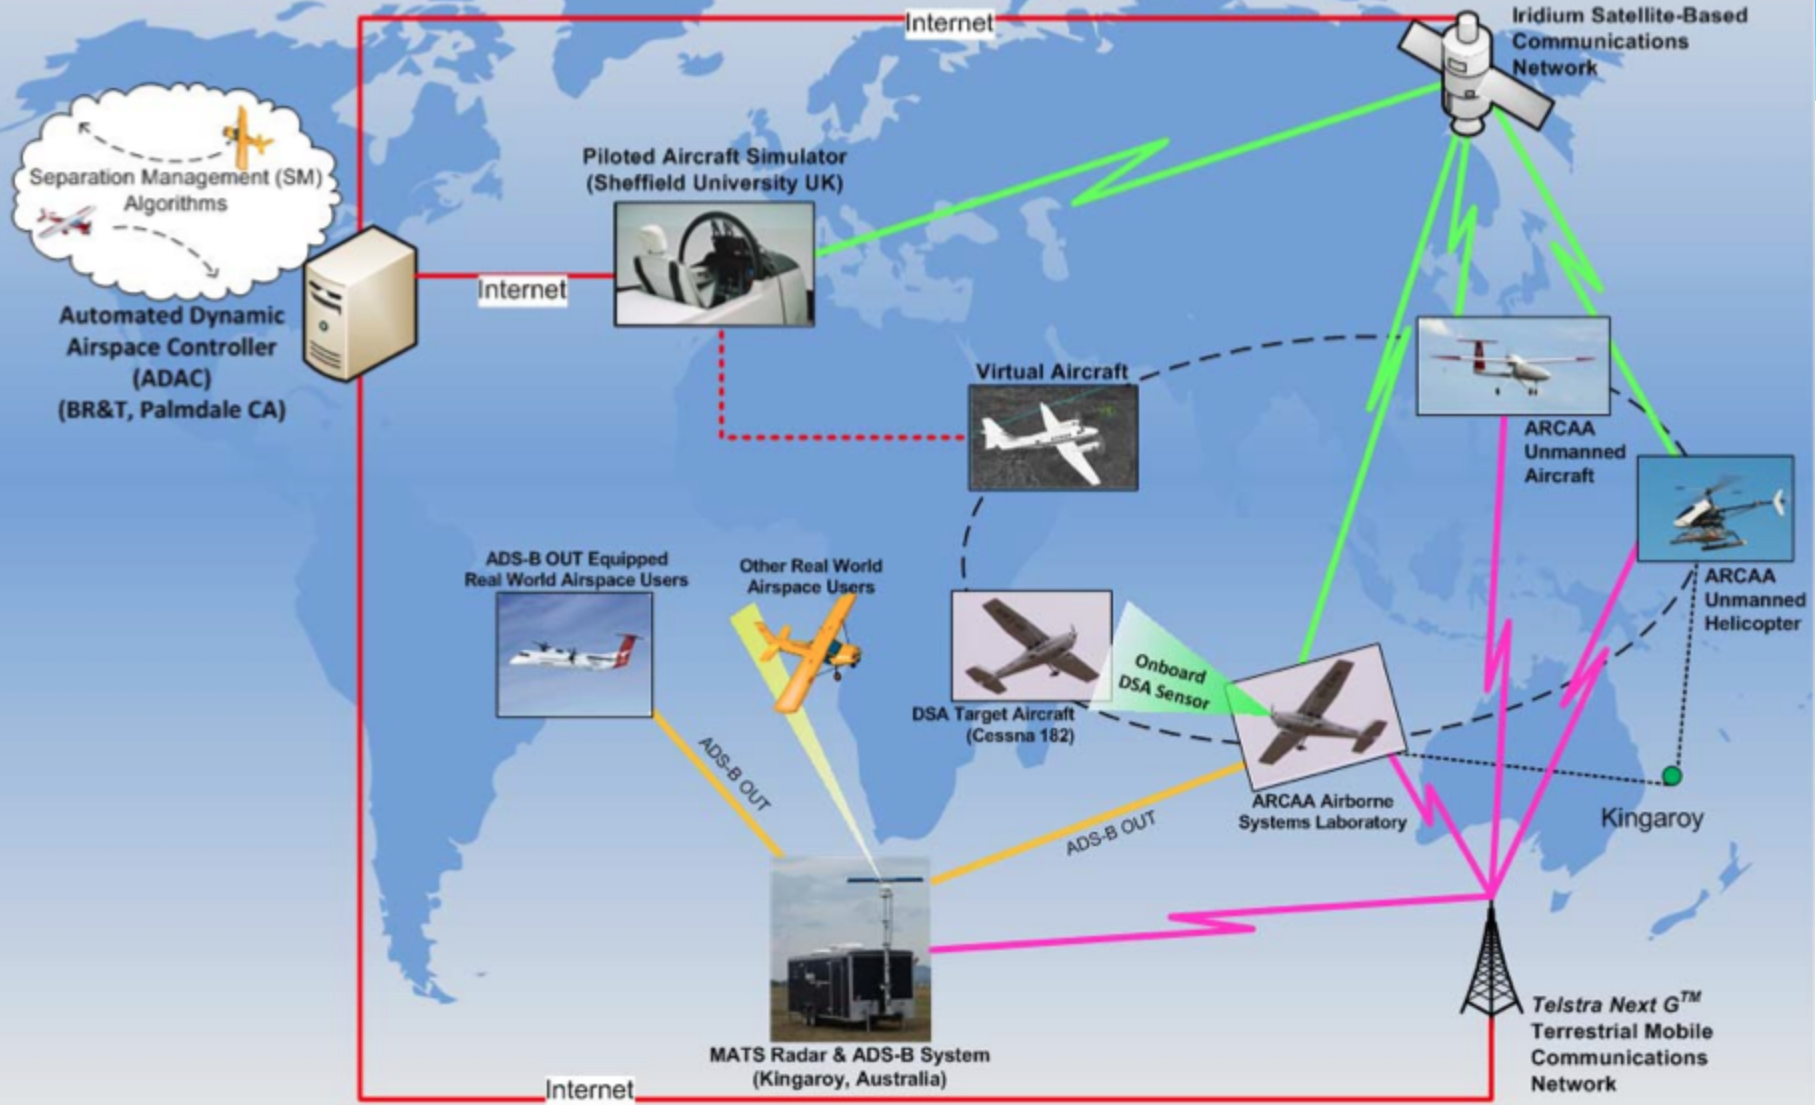 Internet
Iridium Satellite-Based
Communications
Network
Separation Management (SM)
Algorithms
Piloted Aircraft Simulator
(Sheffield University UK)
Internet
Automated Dynamic
Airspace Controller
(ADAC)
(BR&T, Palmdale CA)
Virtual Aircraft
ARCAA
Unmanned
Aircraft
ADS-B OUT Equipped
Real World Airspace Users
Other Real World
Airspace Users
ARCAA
Unmanned
Helicopter
Onboard
DSA Sensor
DSA Target Aircraft
(Cessna 182)
ADS-B OUT
ADS-B OUT
ARCAA Airborne
Systems Laboratory
Kingaroy
MATS Radar & ADS-B System
(Kingaroy, Australia)
Telstra Next G™
Terrestrial Mobile
Communications
Network
Internet